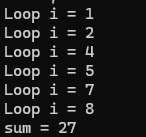 Loop i = 1
Loop i = 2
Loop i = 4
Loop i = 5
Loop i = 7
Loop i = 8
sum = 27